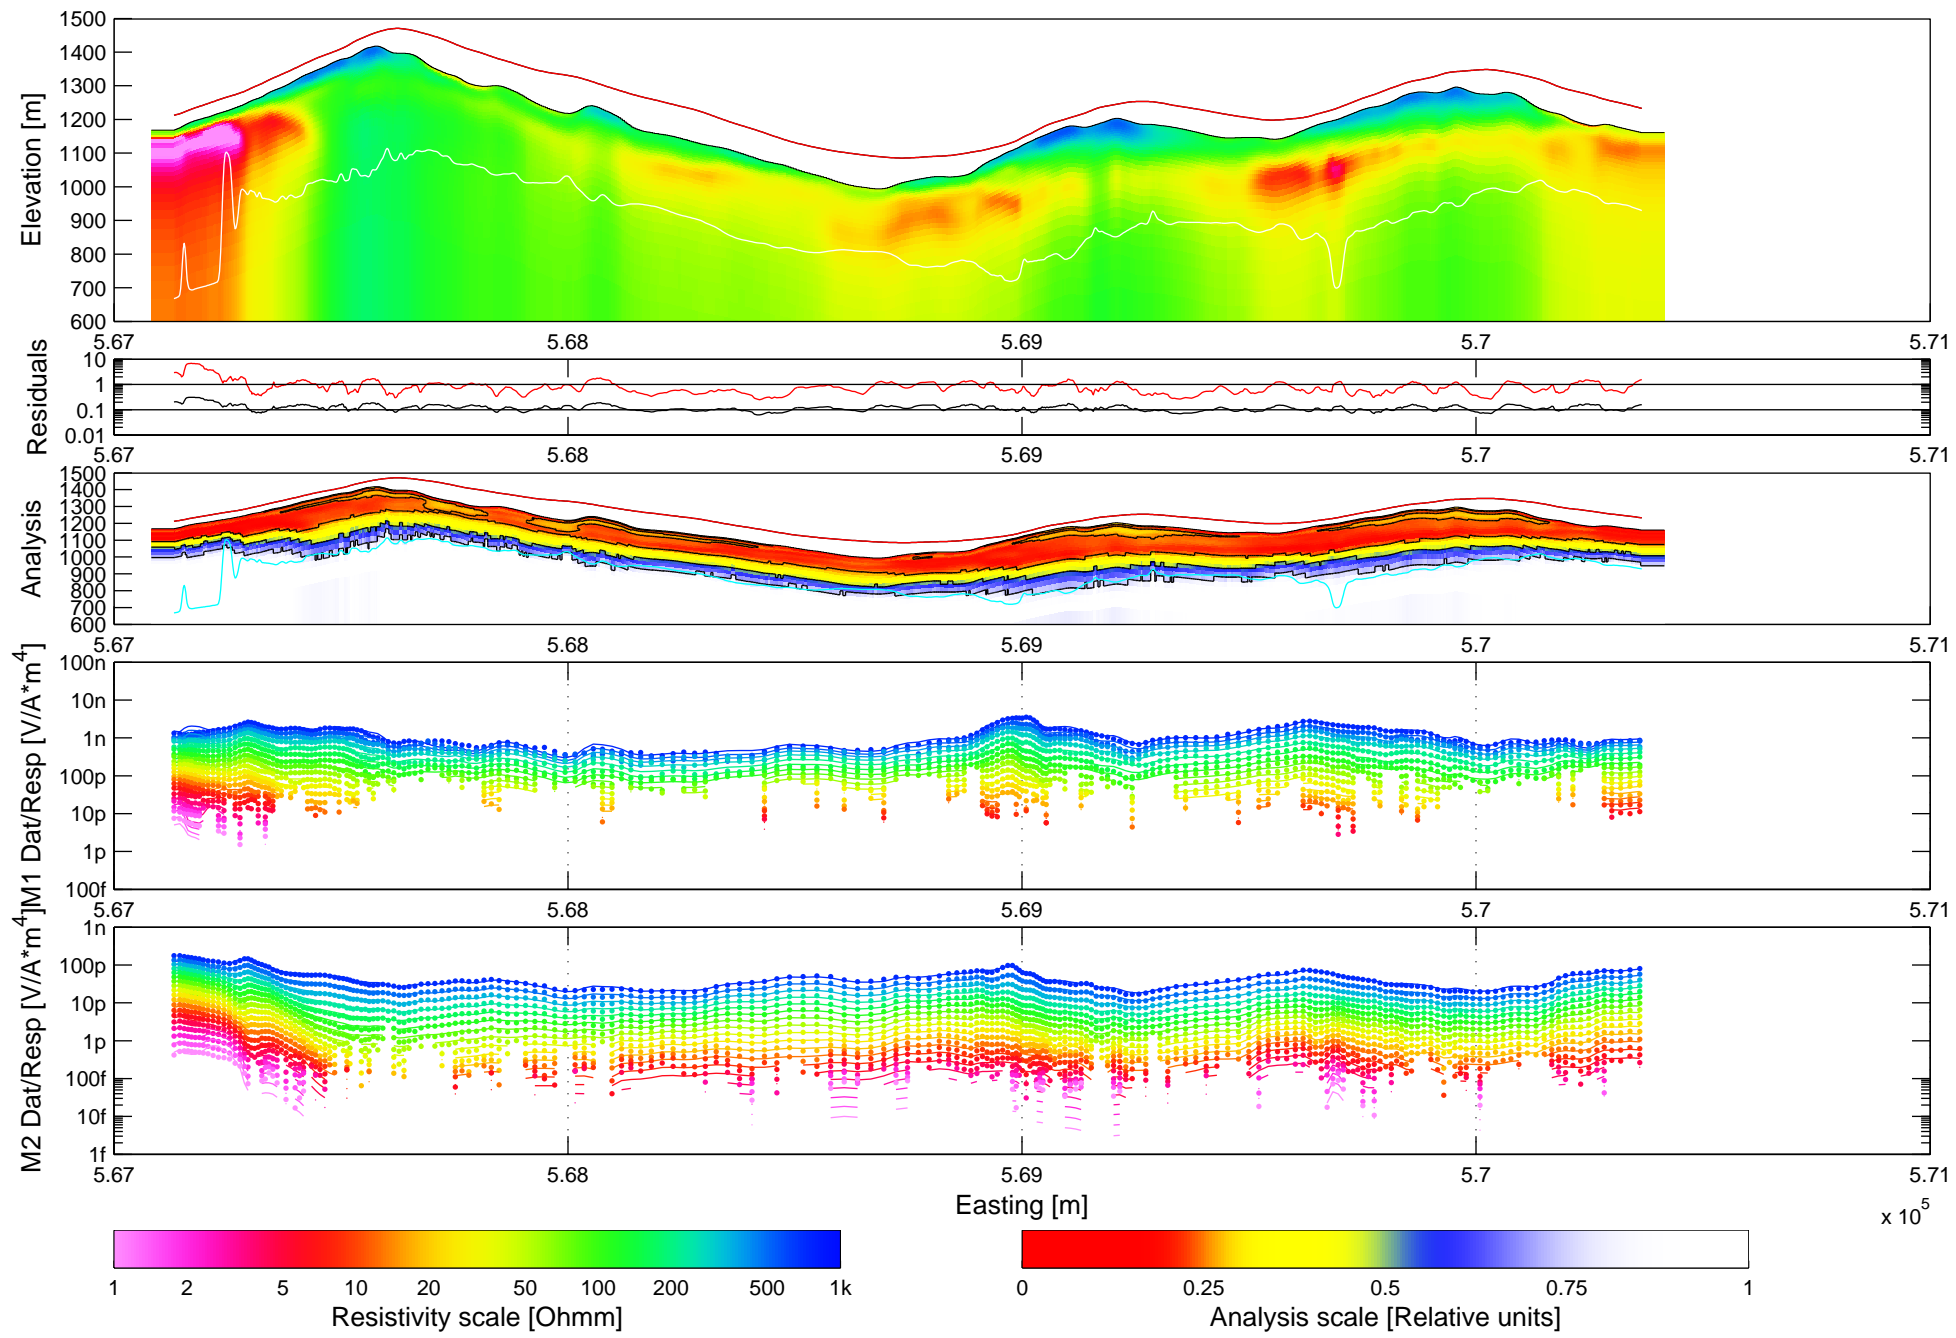 1500
1400
1300
1200
1100
1000
900
800
700
600
Elevation [m]
5.67 5.68 5.69 5.7 5.71
10
1
0.1
0.01
Residuals
5.67 5.68 5.69 5.7 5.71
1500
1400
1300
1200
1100
1000
900
800
700
600
Analysis
5.67 5.68 5.69 5.7 5.71
100n
10n
1n
100p
10p
1p
100f
M1 Dat/Resp [V/A*m^4]
5.67 5.68 5.69 5.7 5.71
1n
100p
10p
1p
100f
10f
1f
M2 Dat/Resp [V/A*m^4]
5.67 5.68 5.69 5.7 5.71
Easting [m]
x 10^5
1 2 5 10 20 50 100 200 500 1k
Resistivity scale [Ohmm]
0 0.25 0.5 0.75 1
Analysis scale [Relative units]